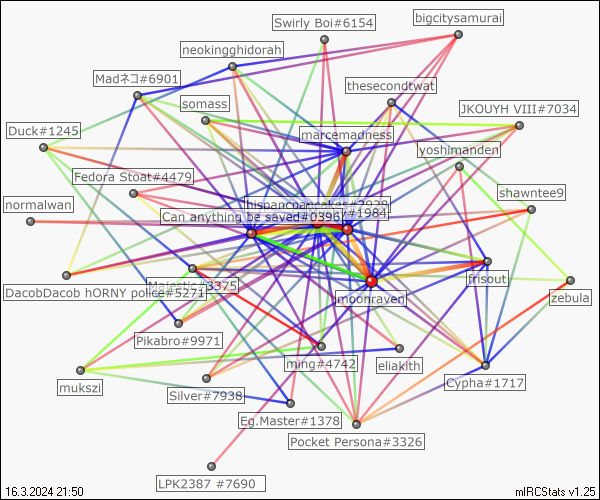 Swirly Boi#6154
bigcitysamurai
neokingghidorah
Madネコ#6901
thesecondtwat
somass
JKOUYH VIII#7034
Duck#1245
marcemadness
yoshimanden
Fedora Stoat#4479
shawntee9
normalwan
Can anything be saved#0396
#1984
Majestic#3375
frisout
DacobDacob hORNY police#5271
moonraven
zebula
Pikabro#9971
ming#4742
eliakith
mukszi
Silver#7938
Cypha#1717
Eg.Master#1378
Pocket Persona#3326
LPK2387 #7690
16.3.2024 21:50
mIRCStats v1.25